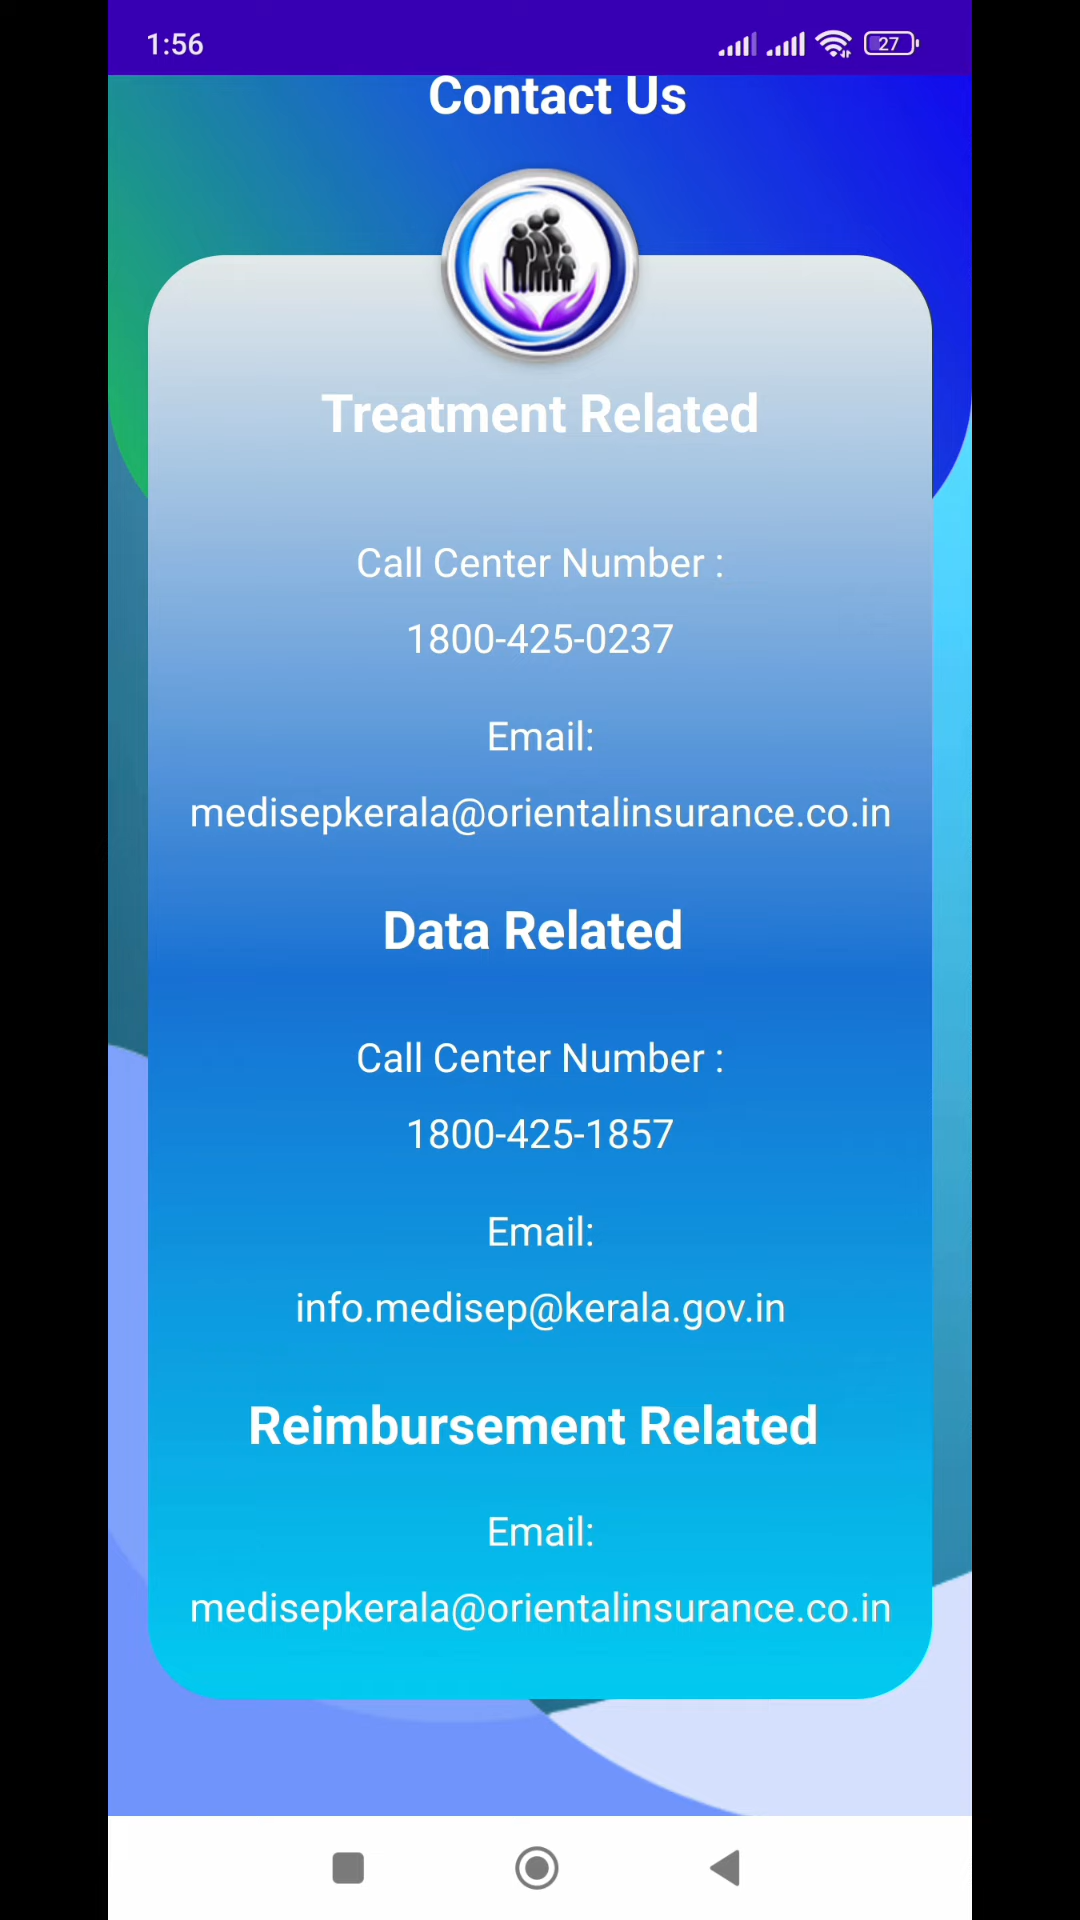 1:56
27
Contact Us
Treatment Related
Call Center Number :
1800-425-0237
Email:
medisepkerala@orientalinsurance.co.in
Data Related
Call Center Number :
1800-425-1857
Email:
info.medisep@kerala.gov.in
Reimbursement Related
Email:
medisepkerala@orientalinsurance.co.in